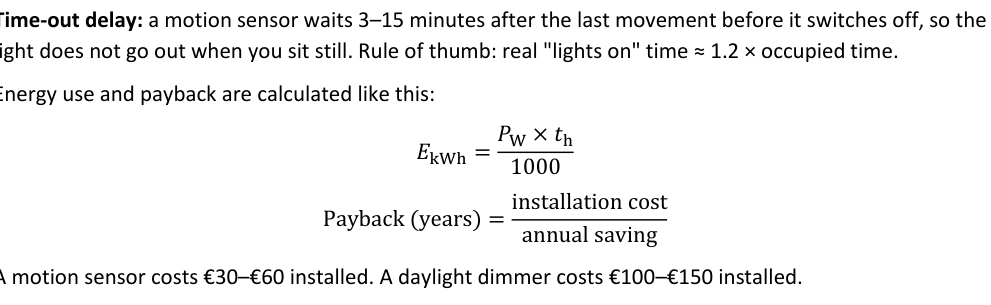 Time-out delay: a motion sensor waits 3–15 minutes after the last movement before it switches off, so the
light does not go out when you sit still. Rule of thumb: real "lights on" time ≈ 1.2 × occupied time.
Energy use and payback are calculated like this:
E_kWh = (P_W × t_h) / 1000
Payback (years) = installation cost / annual saving
A motion sensor costs €30–€60 installed. A daylight dimmer costs €100–€150 installed.